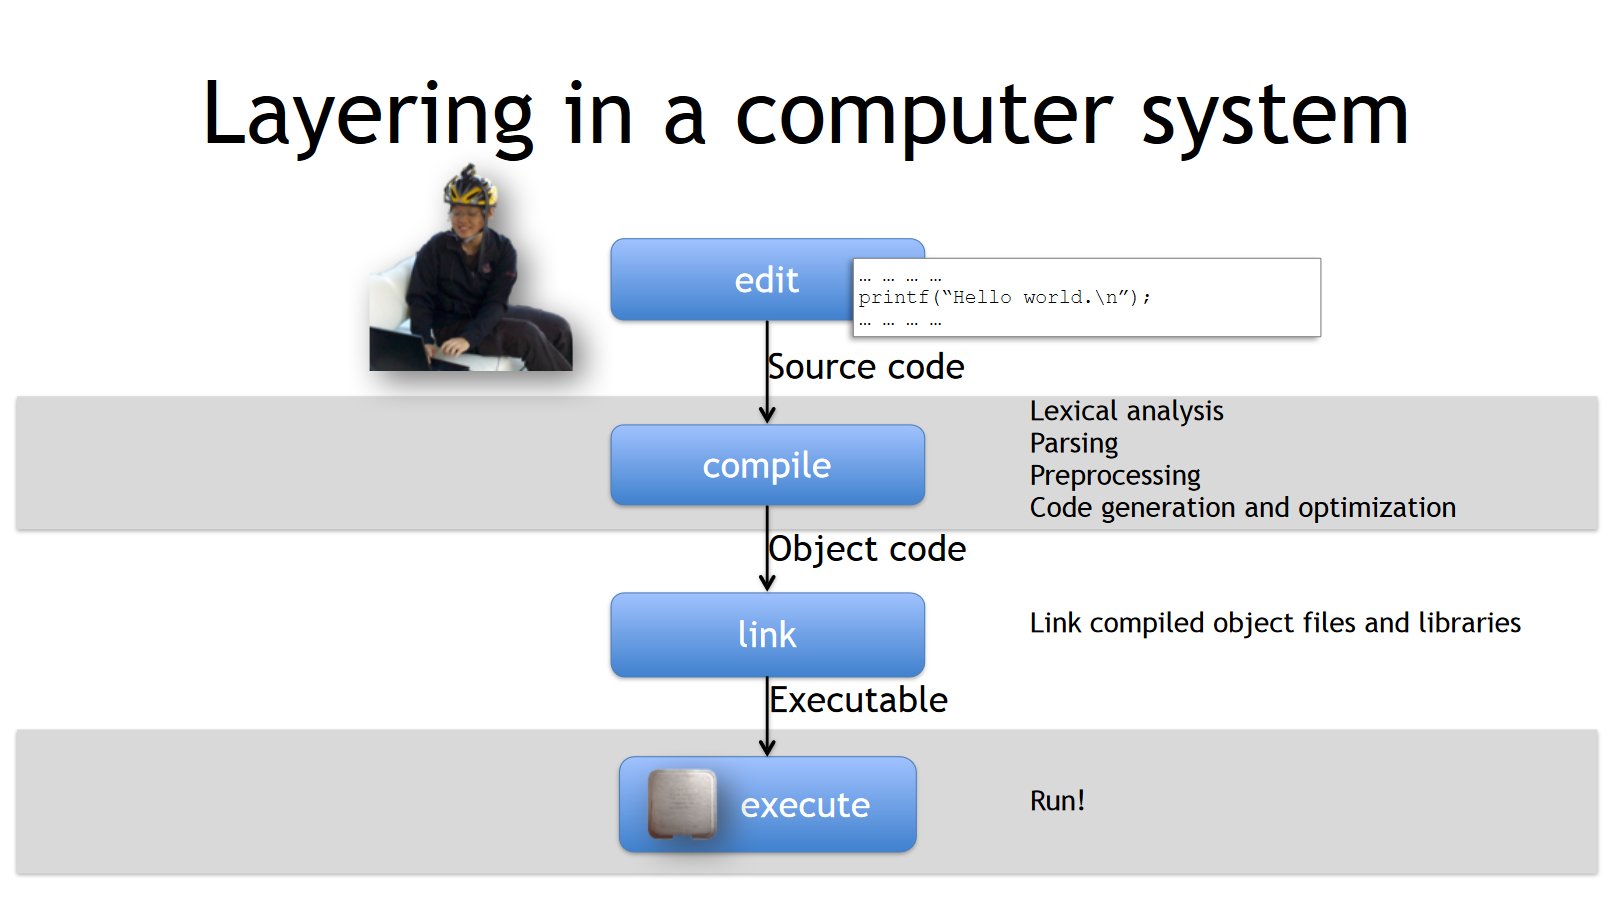 Layering in a computer system
edit
… … … …
printf(“Hello world.\n”);
… … … …
Source code
compile
Lexical analysis
Parsing
Preprocessing
Code generation and optimization
Object code
link
Link compiled object files and libraries
Executable
execute
Run!